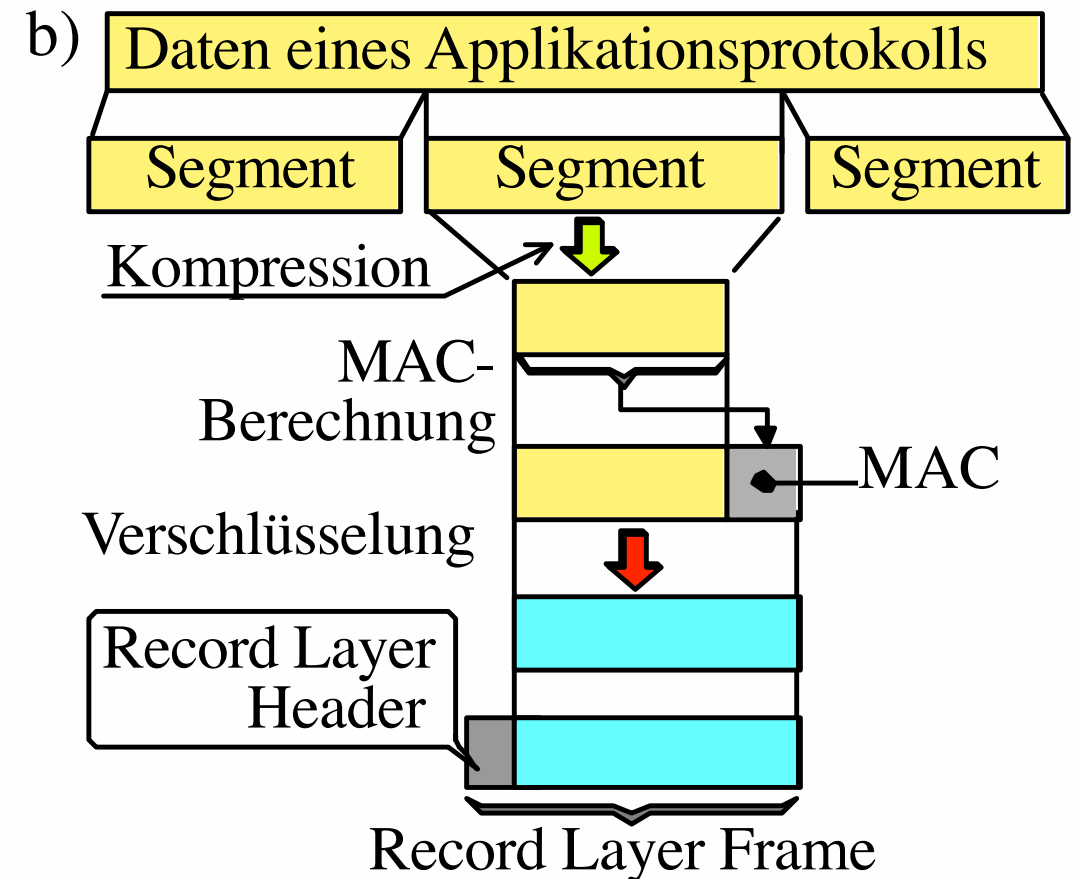 b)
Daten eines Applikationsprotokolls
Segment
Segment
Segment
Kompression
MAC-
Berechnung
MAC
Verschlüsselung
Record Layer
Header
Record Layer Frame